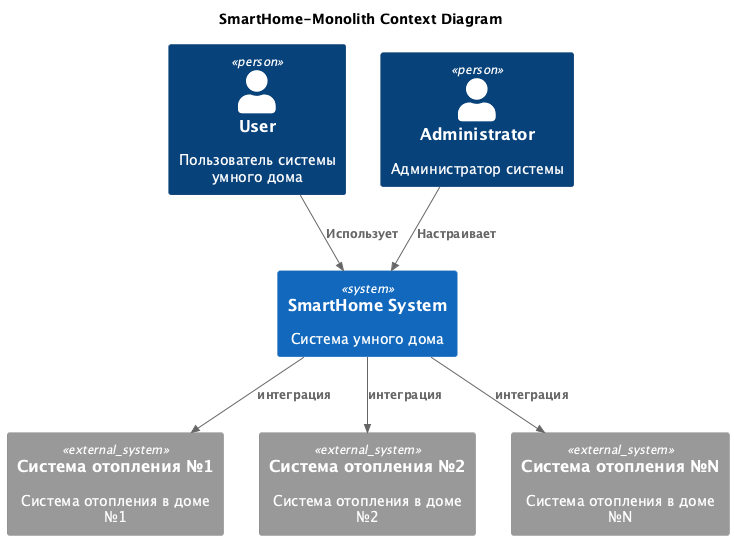 SmartHome-Monolith Context Diagram
«person»
User
Пользователь системы
умного дома
«person»
Administrator
Администратор системы
Использует
Настраивает
«system»
SmartHome System
Система умного дома
интеграция
интеграция
интеграция
«external_system»
Система отопления №1
Система отопления в доме
№1
«external_system»
Система отопления №2
Система отопления в доме
№2
«external_system»
Система отопления №N
Система отопления в доме
№N